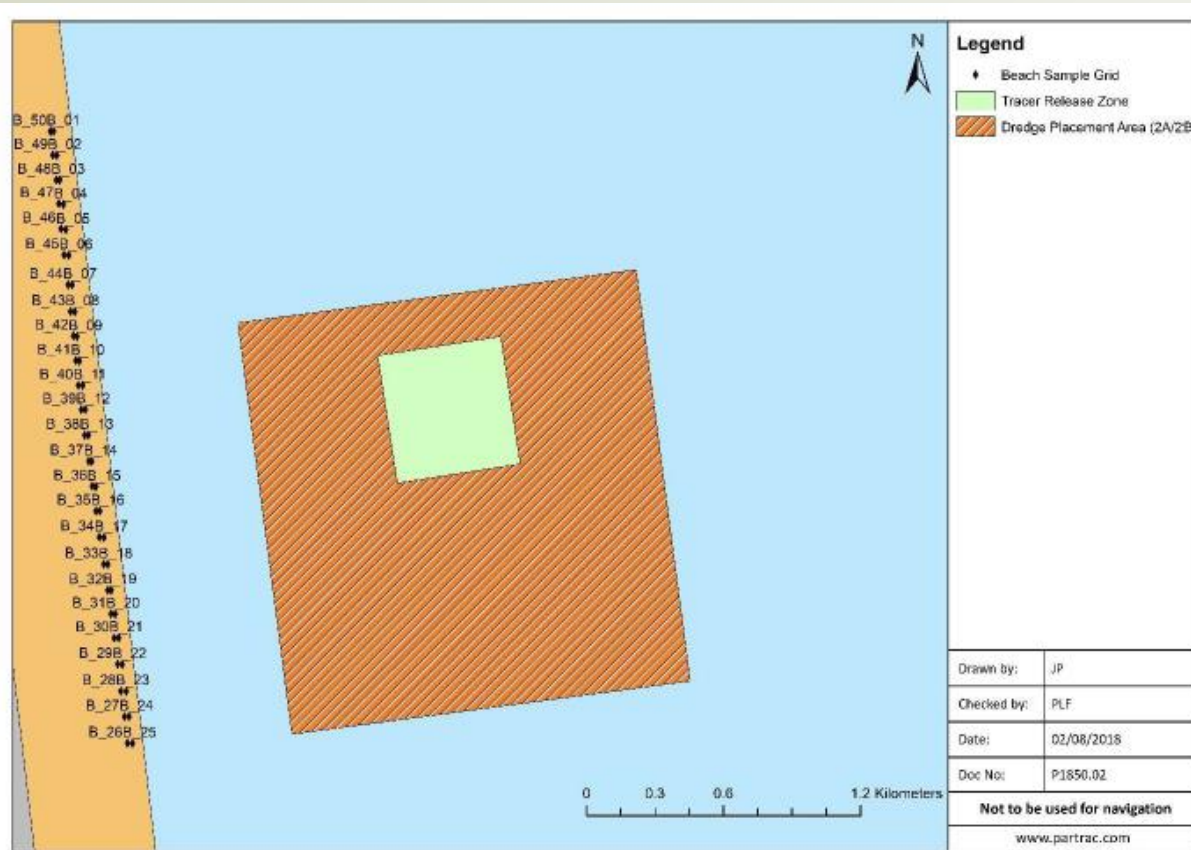 N
B_50B_01
B_49B_02
B_48B_03
B_47B_04
B_46B_05
B_45B_06
B_44B_07
B_43B_08
B_42B_09
B_41B_10
B_40B_11
B_39B_12
B_38B_13
B_37B_14
B_36B_15
B_35B_16
B_34B_17
B_33B_18
B_32B_19
B_31B_20
B_30B_21
B_29B_22
B_28B_23
B_27B_24
B_26B_25
0 0.3 0.6 1.2 Kilometers
Legend
Beach Sample Grid
Tracer Release Zone
Dredge Placement Area (2A/2B
Drawn by: JP
Checked by: PLF
Date: 02/08/2018
Doc No: P1850.02
Not to be used for navigation
www.partrac.com